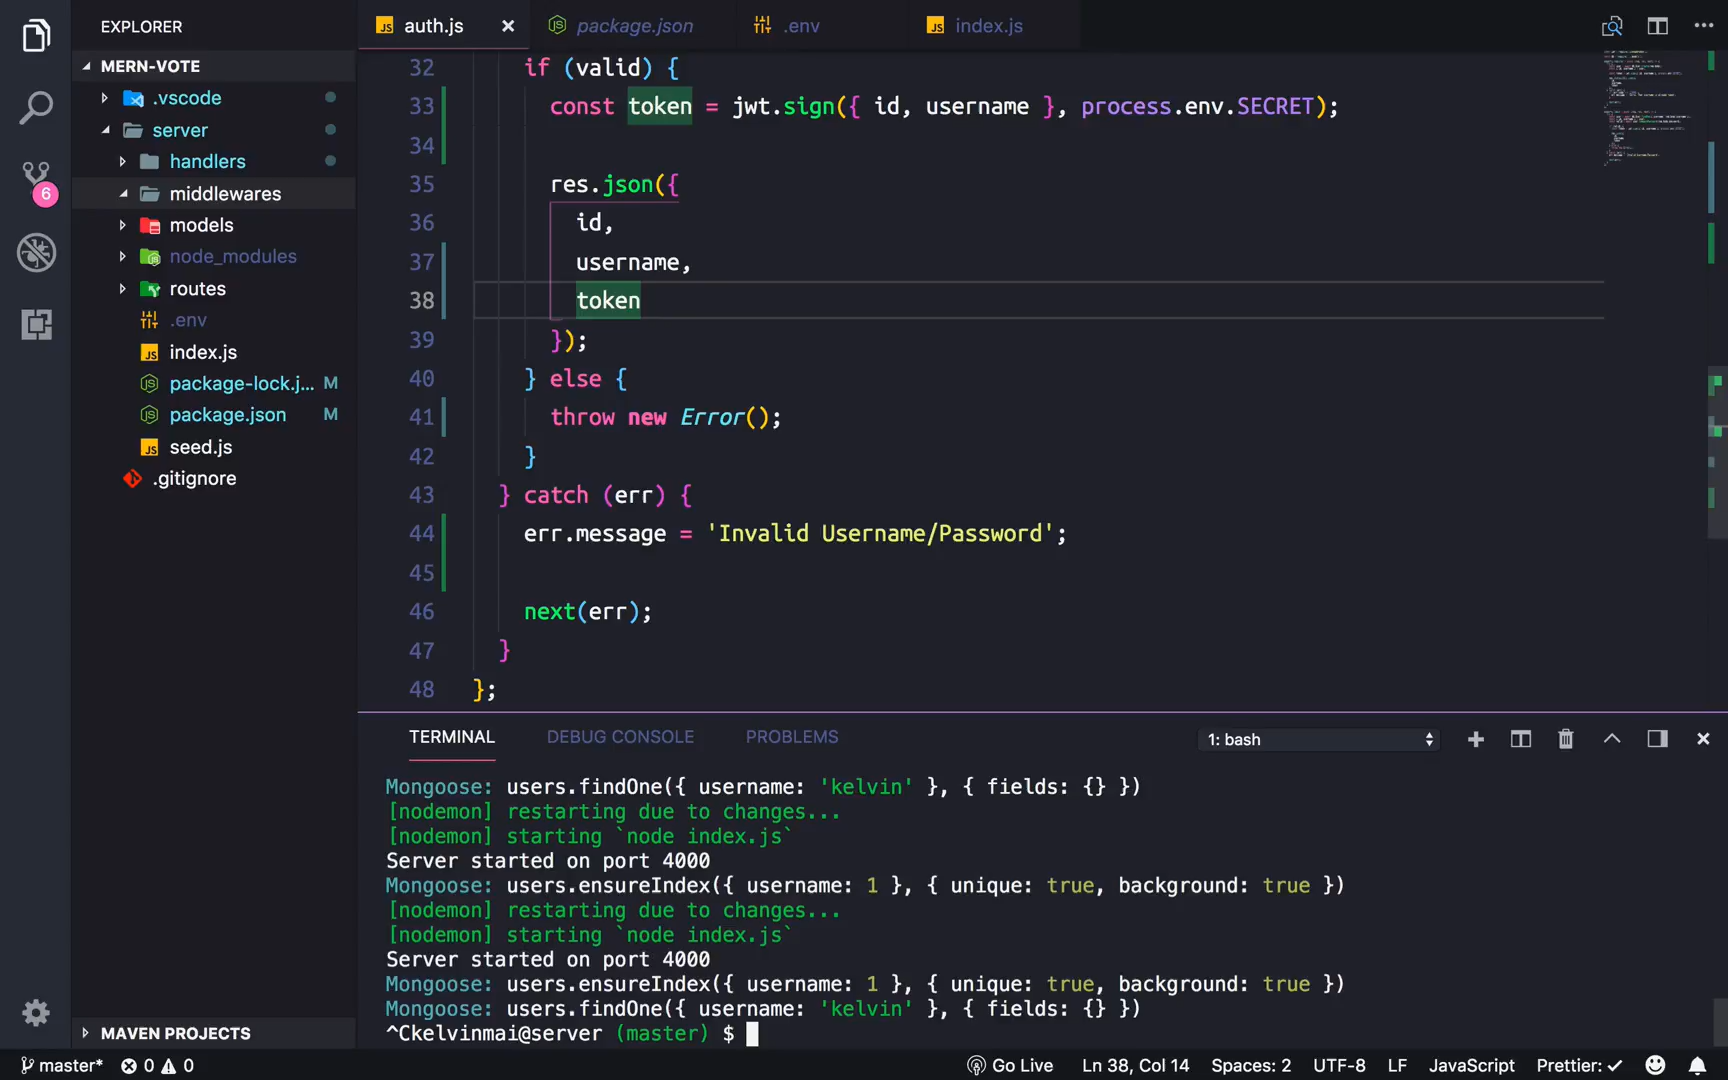 EXPLORER
MERN-VOTE
.vscode
server
handlers
middlewares
models
node_modules
routes
.env
index.js
package-lock.j... M
package.json M
seed.js
.gitignore
MAVEN PROJECTS
6
auth.js
package.json
.env
index.js
32 if (valid) {
33 const token = jwt.sign({ id, username }, process.env.SECRET);
34
35 res.json({
36 id,
37 username,
38 token
39 });
40 } else {
41 throw new Error();
42 }
43 } catch (err) {
44 err.message = 'Invalid Username/Password';
45
46 next(err);
47 }
48 };
TERMINAL DEBUG CONSOLE PROBLEMS 1: bash
Mongoose: users.findOne({ username: 'kelvin' }, { fields: {} })
[nodemon] restarting due to changes...
[nodemon] starting `node index.js`
Server started on port 4000
Mongoose: users.ensureIndex({ username: 1 }, { unique: true, background: true })
[nodemon] restarting due to changes...
[nodemon] starting `node index.js`
Server started on port 4000
Mongoose: users.ensureIndex({ username: 1 }, { unique: true, background: true })
Mongoose: users.findOne({ username: 'kelvin' }, { fields: {} })
^Ckelvinmai@server (master) $
master* 0 0 Go Live Ln 38, Col 14 Spaces: 2 UTF-8 LF JavaScript Prettier: ✓